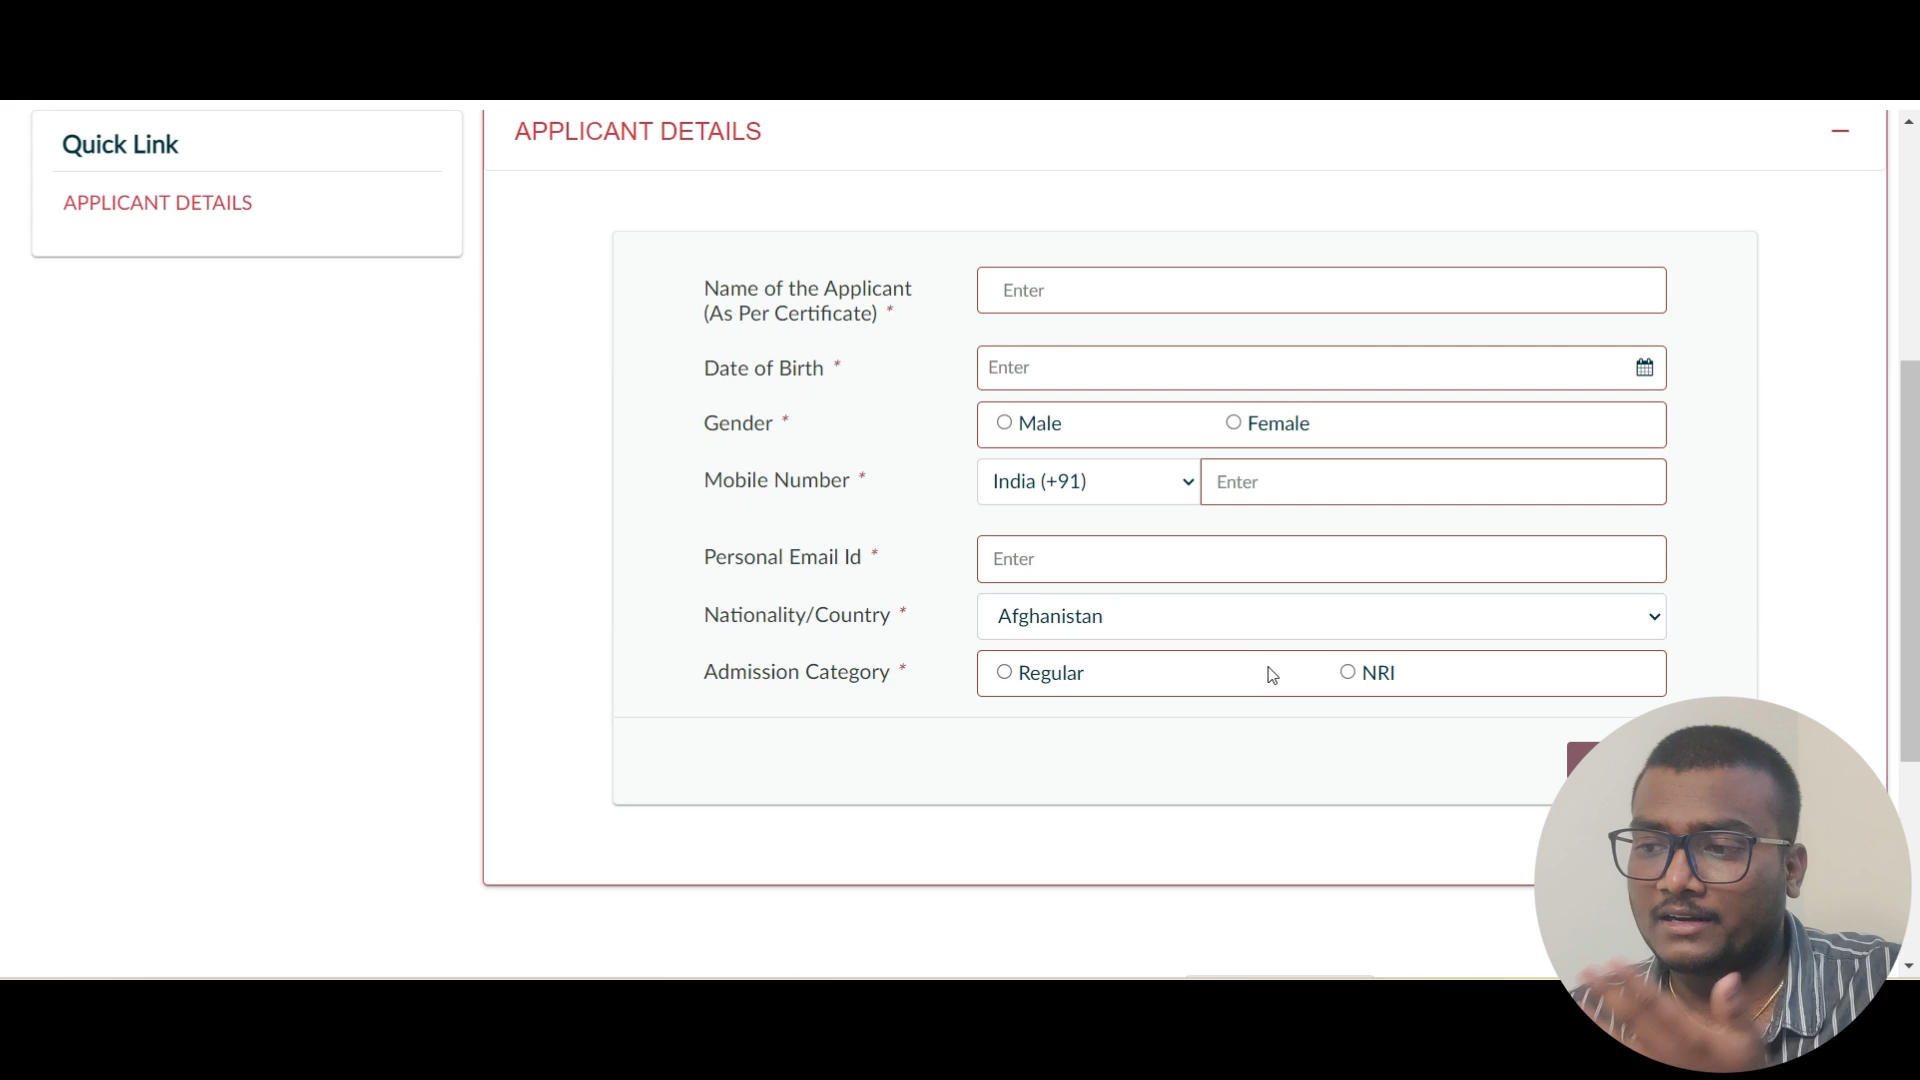 Quick Link
APPLICANT DETAILS
APPLICANT DETAILS
Name of the Applicant
(As Per Certificate) *
Enter
Date of Birth *
Enter
Gender *
Male
Female
Mobile Number *
India (+91)
Enter
Personal Email Id *
Enter
Nationality/Country *
Afghanistan
Admission Category *
Regular
NRI